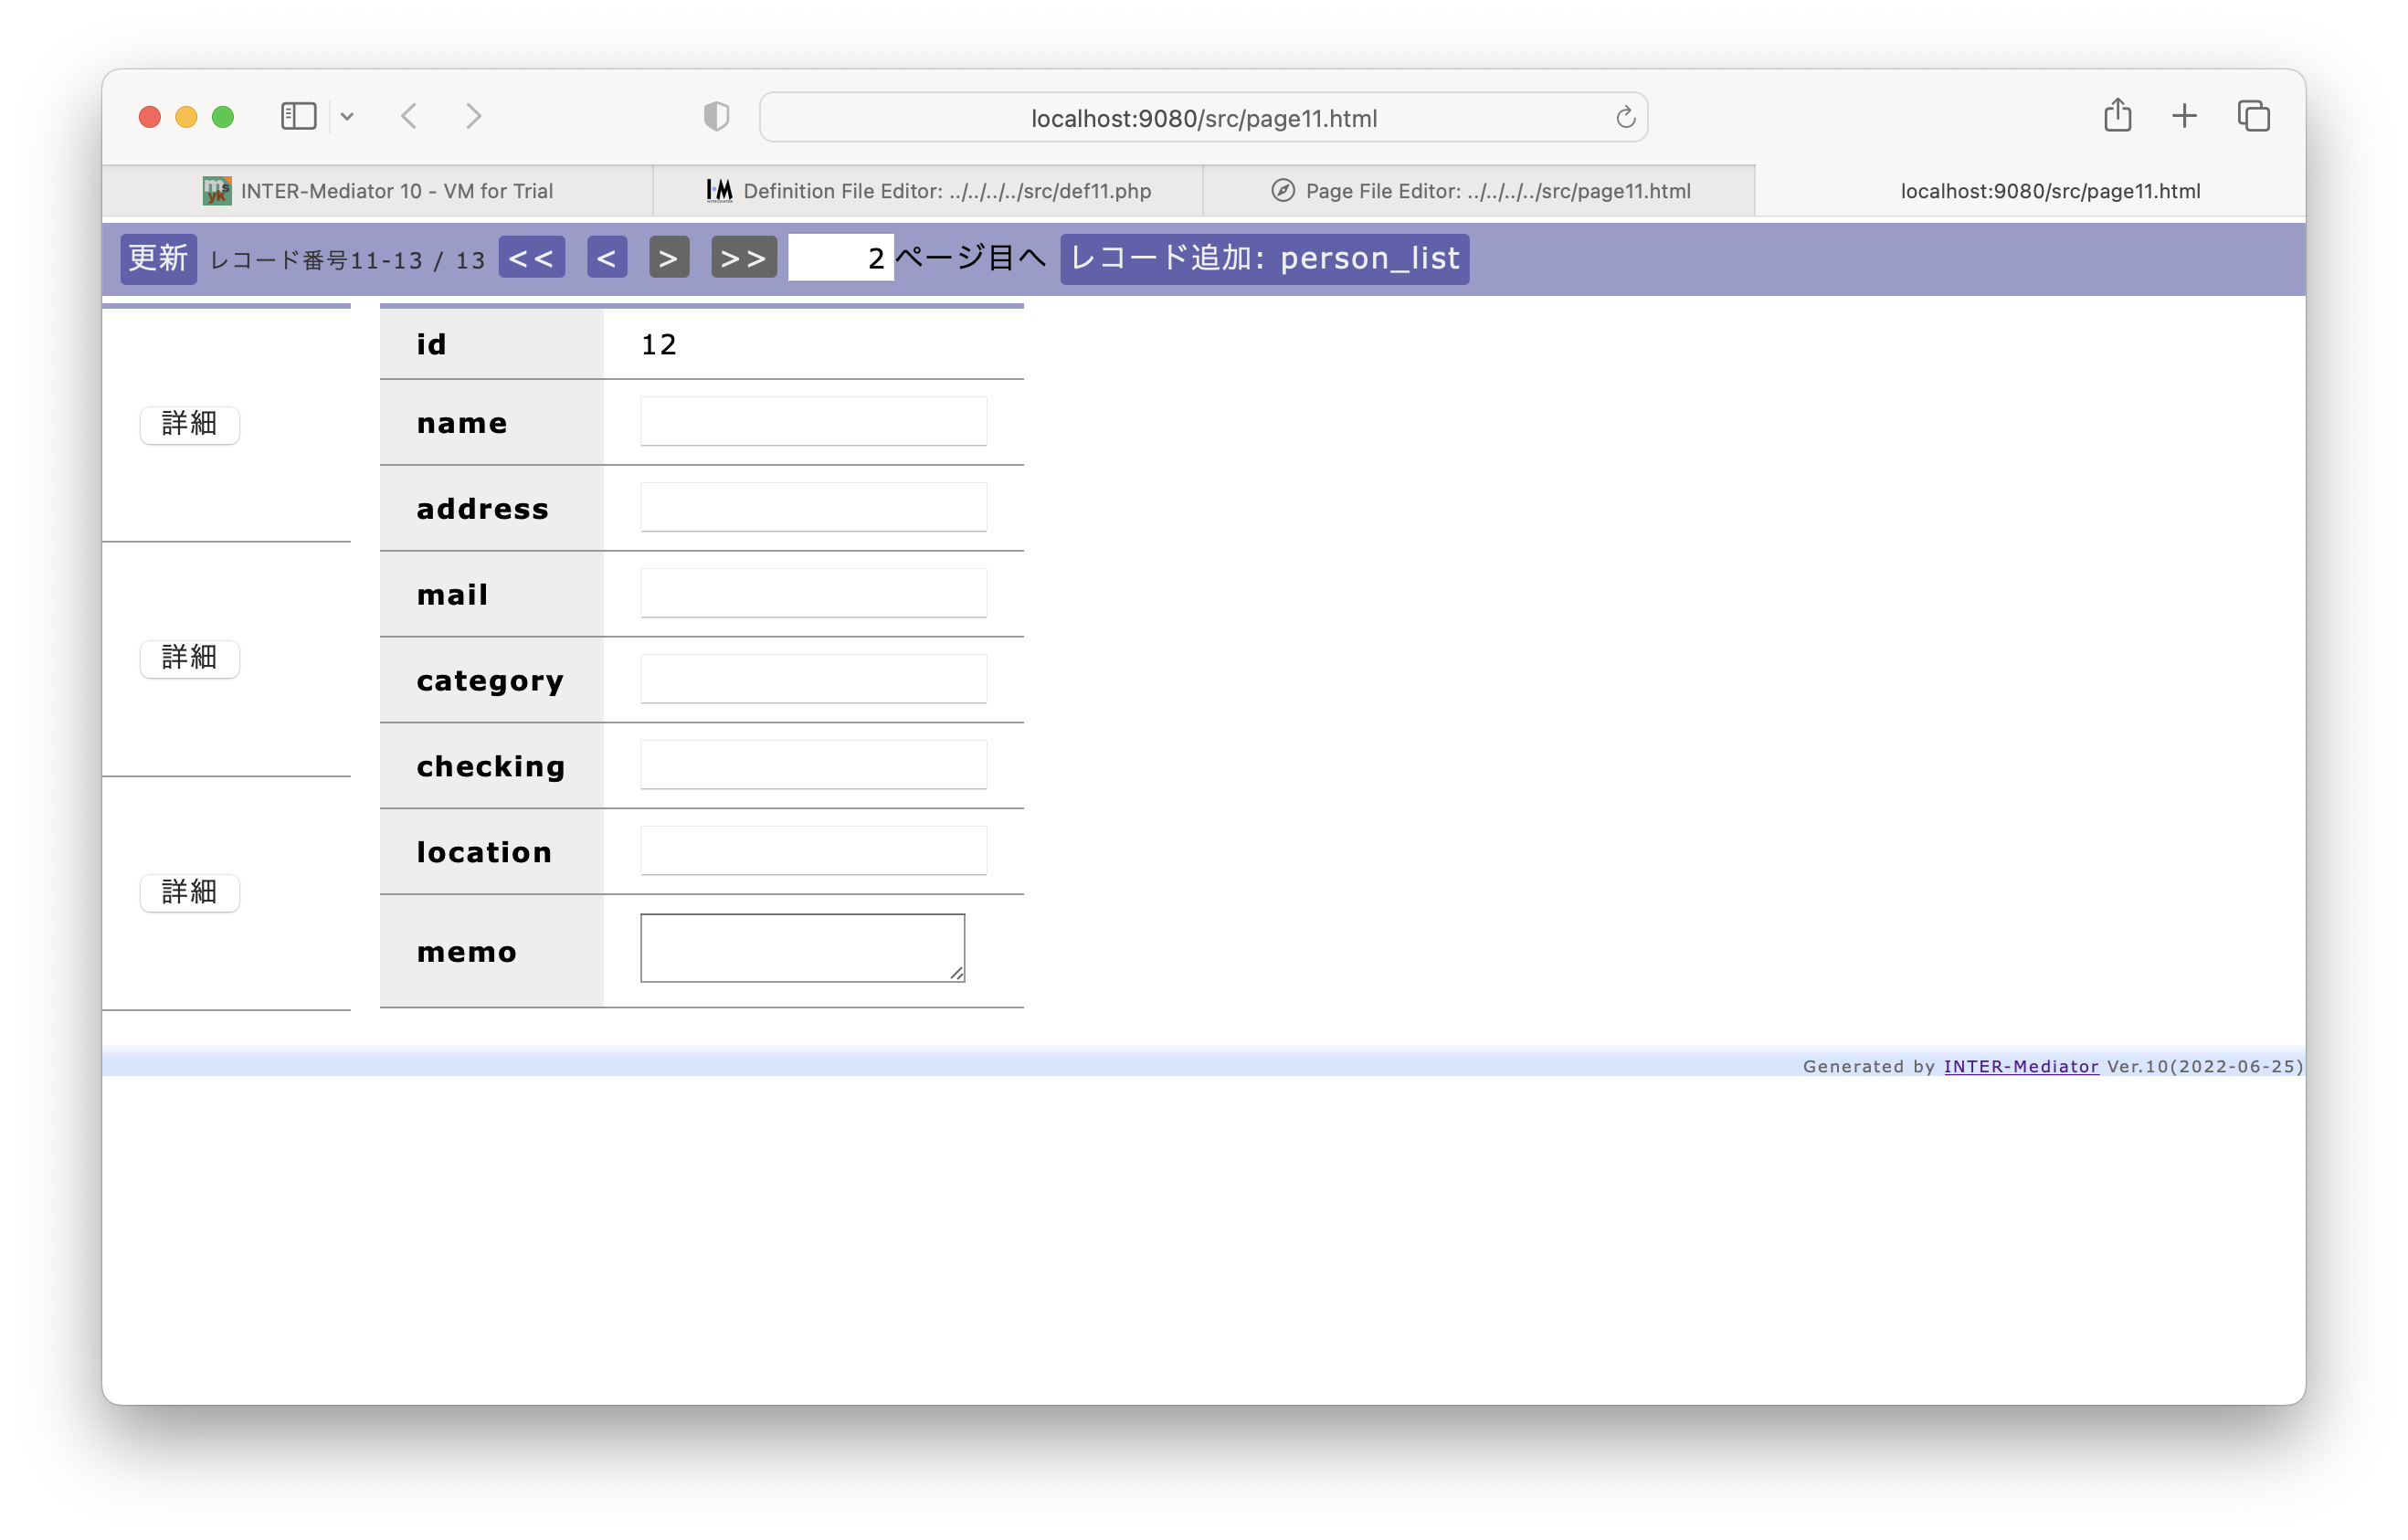 localhost:9080/src/page11.html
INTER-Mediator 10 - VM for Trial
Definition File Editor: ../../../../src/def11.php
Page File Editor: ../../../../src/page11.html
localhost:9080/src/page11.html
更新 レコード番号11-13 / 13 << < > >> 2ページ目へ レコード追加: person_list
id 12
詳細
name
address
mail
詳細
category
checking
location
詳細
memo
Generated by INTER-Mediator Ver.10(2022-06-25)